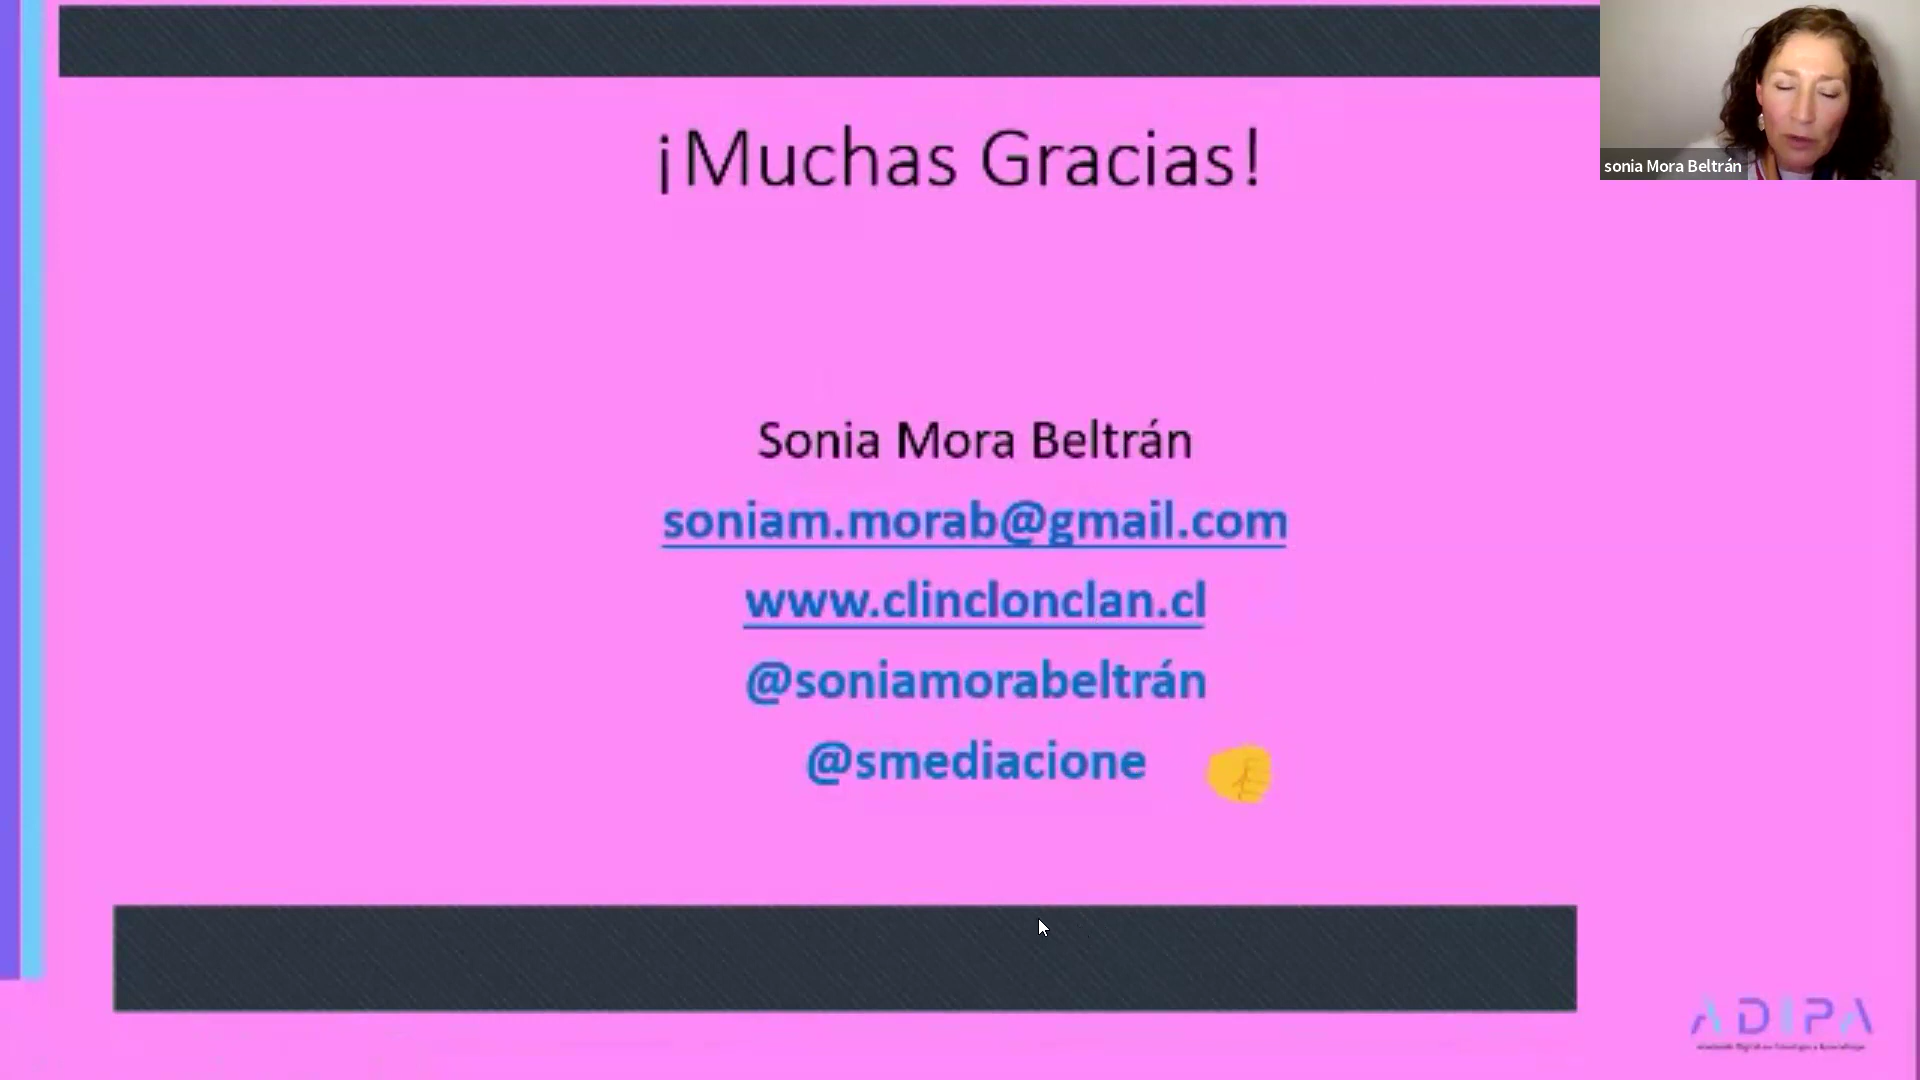 ¡Muchas Gracias!
sonia Mora Beltrán
Sonia Mora Beltrán
soniam.morab@gmail.com
www.clinclonclan.cl
@soniamorabeltrán
@smediacione
ADIPA